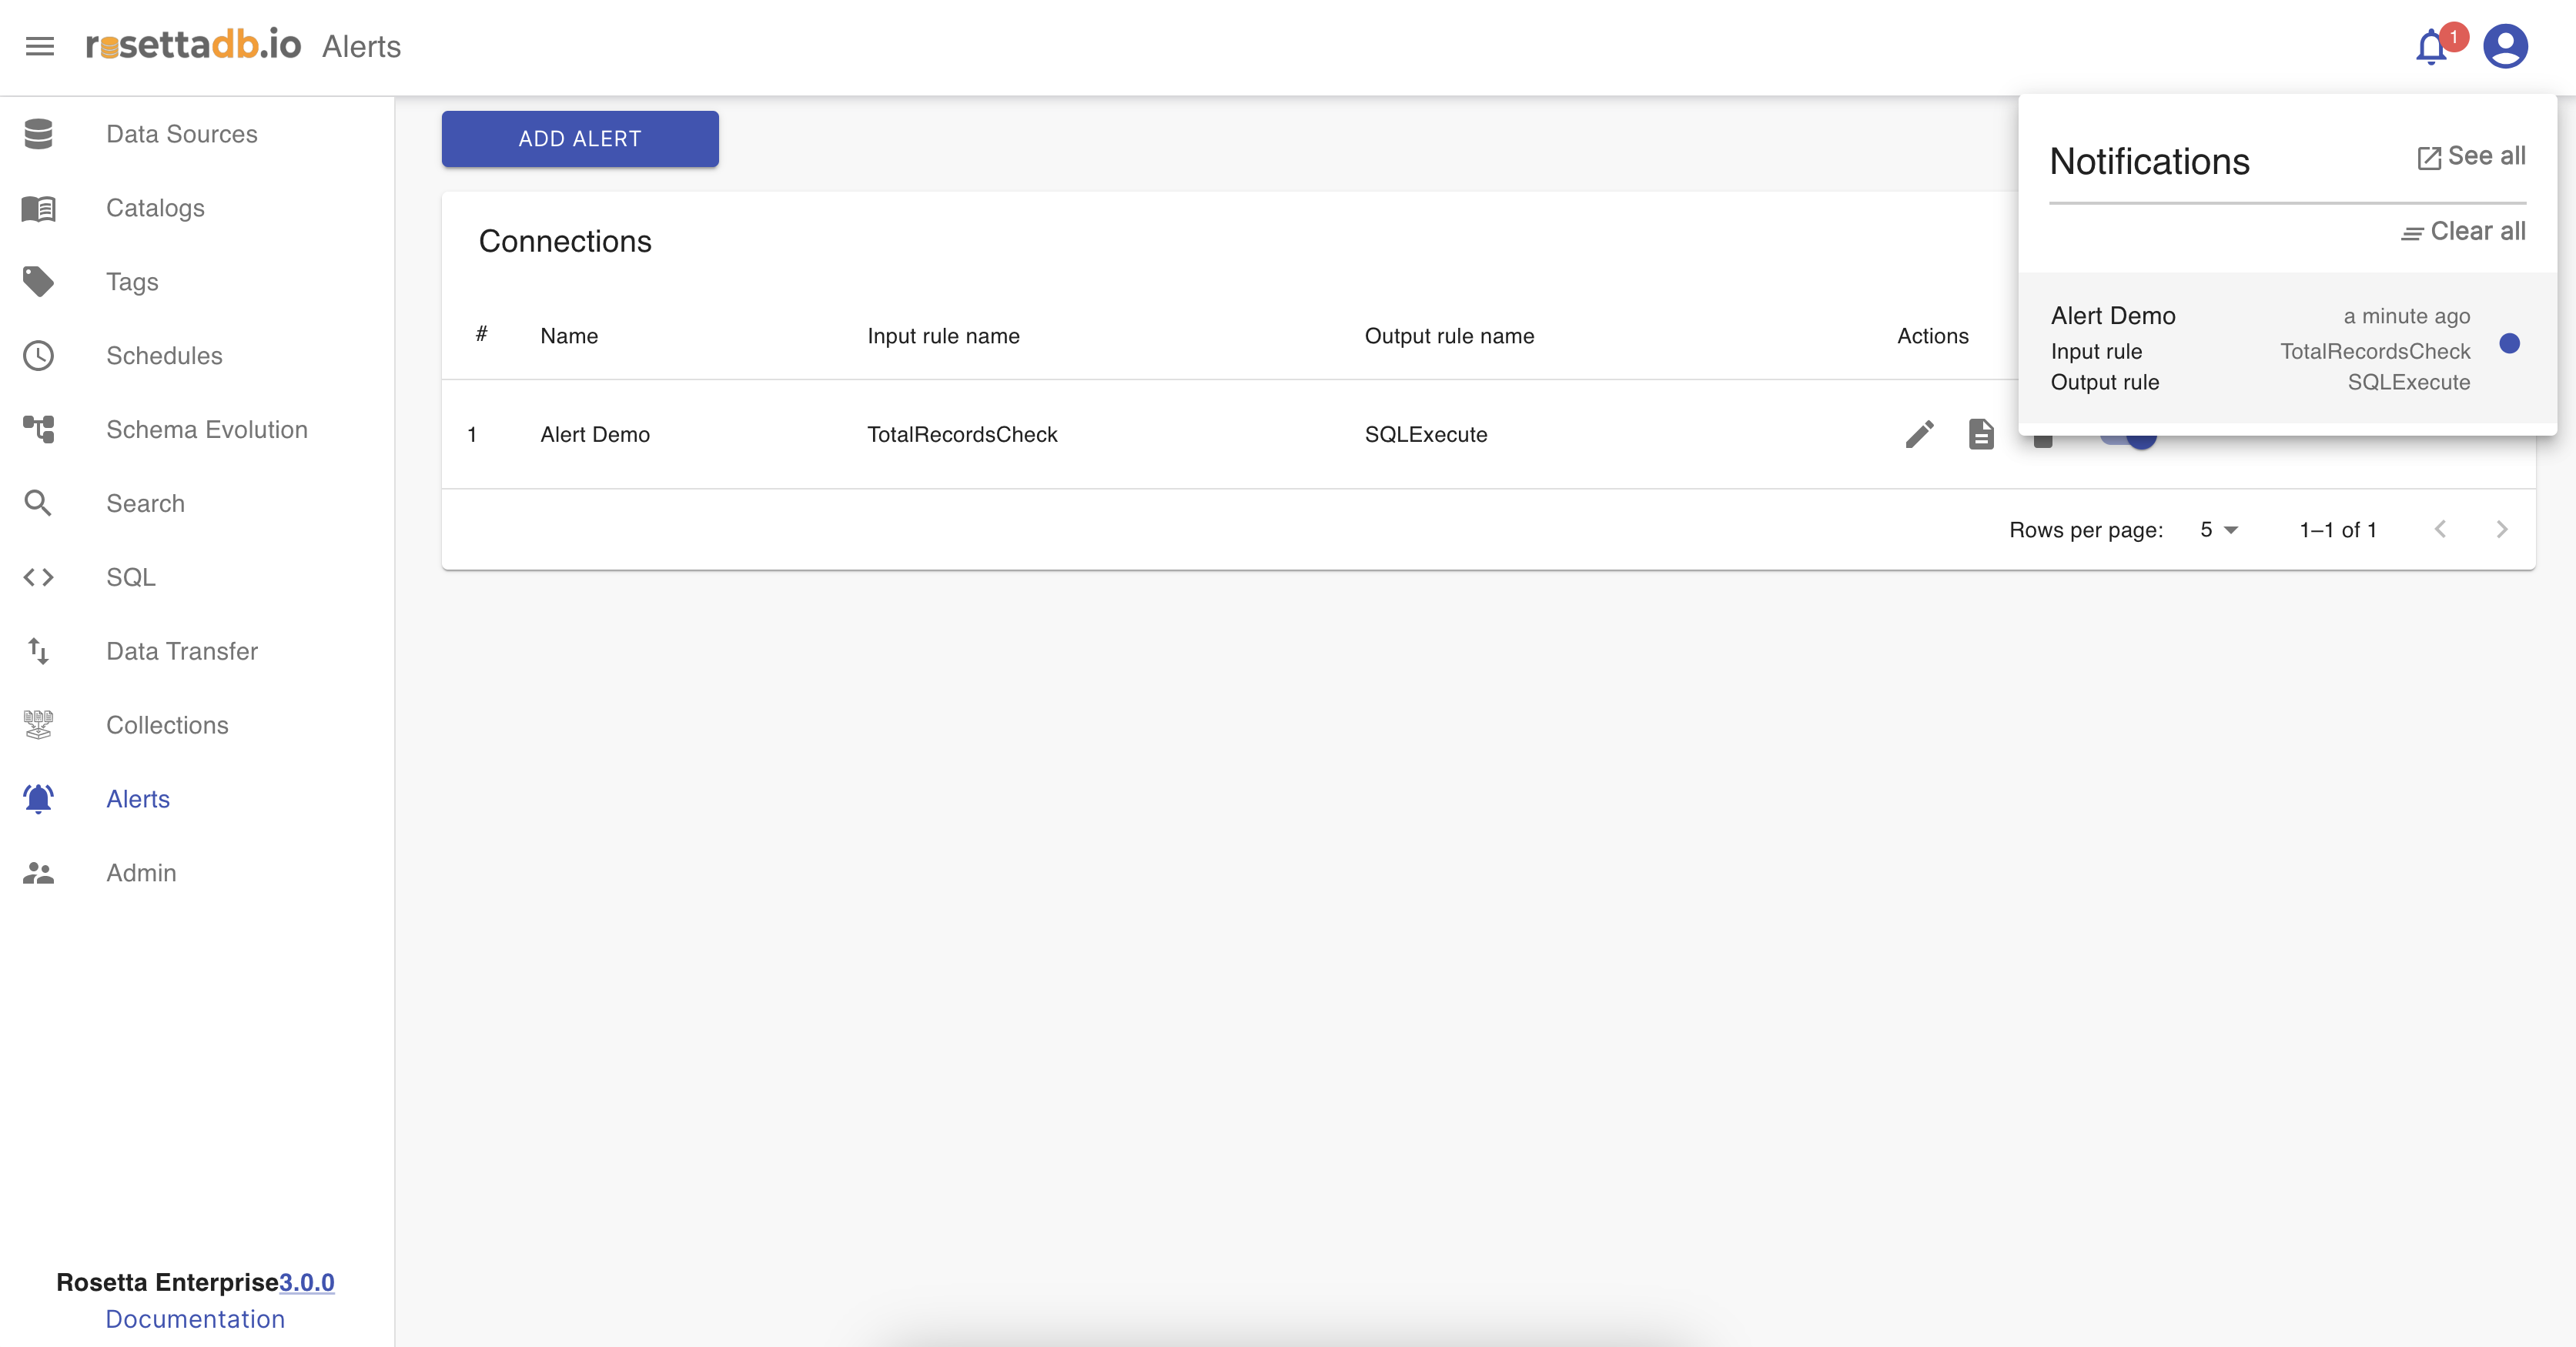 rosettadb.io Alerts
1
Data Sources
Catalogs
Tags
Schedules
Schema Evolution
Search
SQL
Data Transfer
Collections
Alerts
Admin
Rosetta Enterprise3.0.0
Documentation
ADD ALERT
Connections
# Name Input rule name Output rule name Actions
1 Alert Demo TotalRecordsCheck SQLExecute
Rows per page: 5 1–1 of 1
Notifications See all
Clear all
Alert Demo a minute ago
Input rule TotalRecordsCheck
Output rule SQLExecute